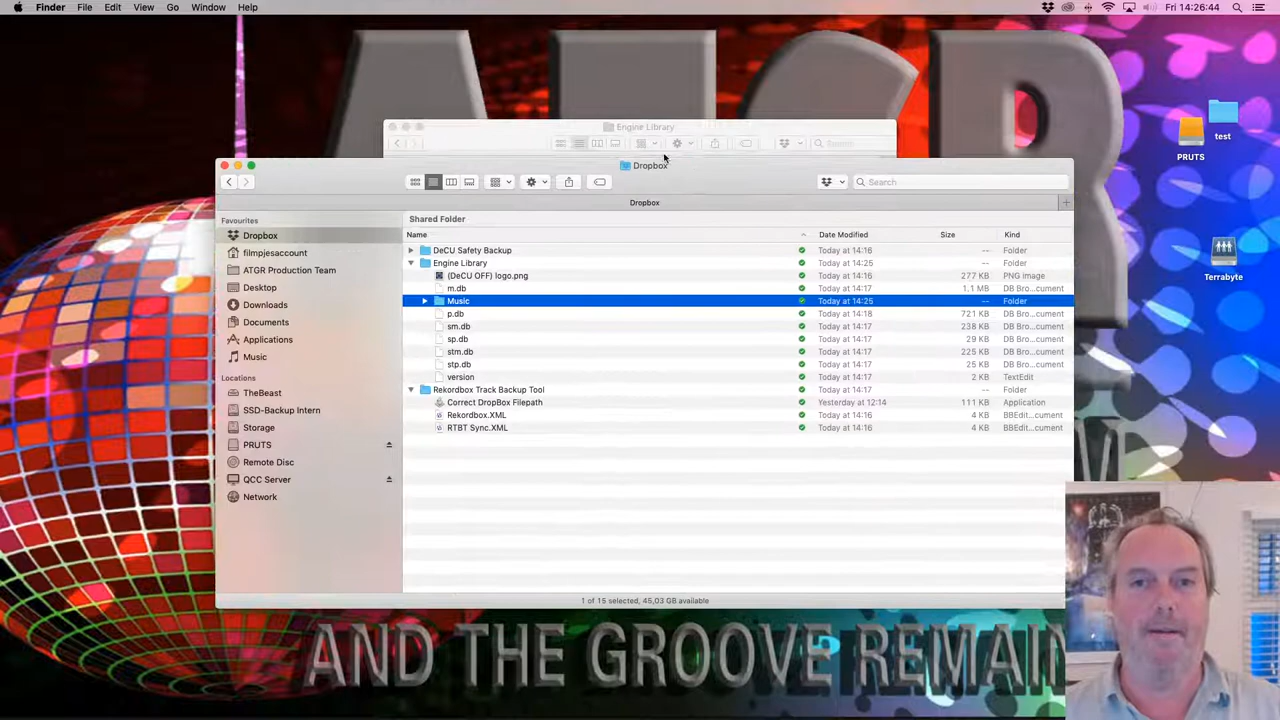 Finder File Edit View Go Window Help Fri 14:26:44
Engine Library
Search
Dropbox
Search
Dropbox
Favourites
Dropbox
filmpjesaccount
ATGR Production Team
Desktop
Downloads
Documents
Applications
Music
Locations
TheBeast
SSD-Backup Intern
Storage
PRUTS
Remote Disc
QCC Server
Network
Shared Folder
Name Date Modified Size Kind
DeCU Safety Backup Today at 14:16 -- Folder
Engine Library Today at 14:25 -- Folder
(DeCU OFF) logo.png Today at 14:16 277 KB PNG image
m.db Today at 14:17 1.1 MB DB Bro...cument
Music Today at 14:25 -- Folder
p.db Today at 14:18 721 KB DB Bro...cument
sm.db Today at 14:17 238 KB DB Bro...cument
sp.db Today at 14:17 29 KB DB Bro...cument
stm.db Today at 14:17 225 KB DB Bro...cument
stp.db Today at 14:17 25 KB DB Bro...cument
version Today at 14:17 2 KB TextEdit
Rekordbox Track Backup Tool Today at 14:17 -- Folder
Correct DropBox Filepath Yesterday at 12:14 111 KB Application
Rekordbox.XML Today at 14:16 4 KB BBEdit...cument
RTBT Sync.XML Today at 14:16 4 KB BBEdit...cument
1 of 15 selected, 45,03 GB available
test
PRUTS
Terrabyte
ATGR
AND THE GROOVE REMAIN